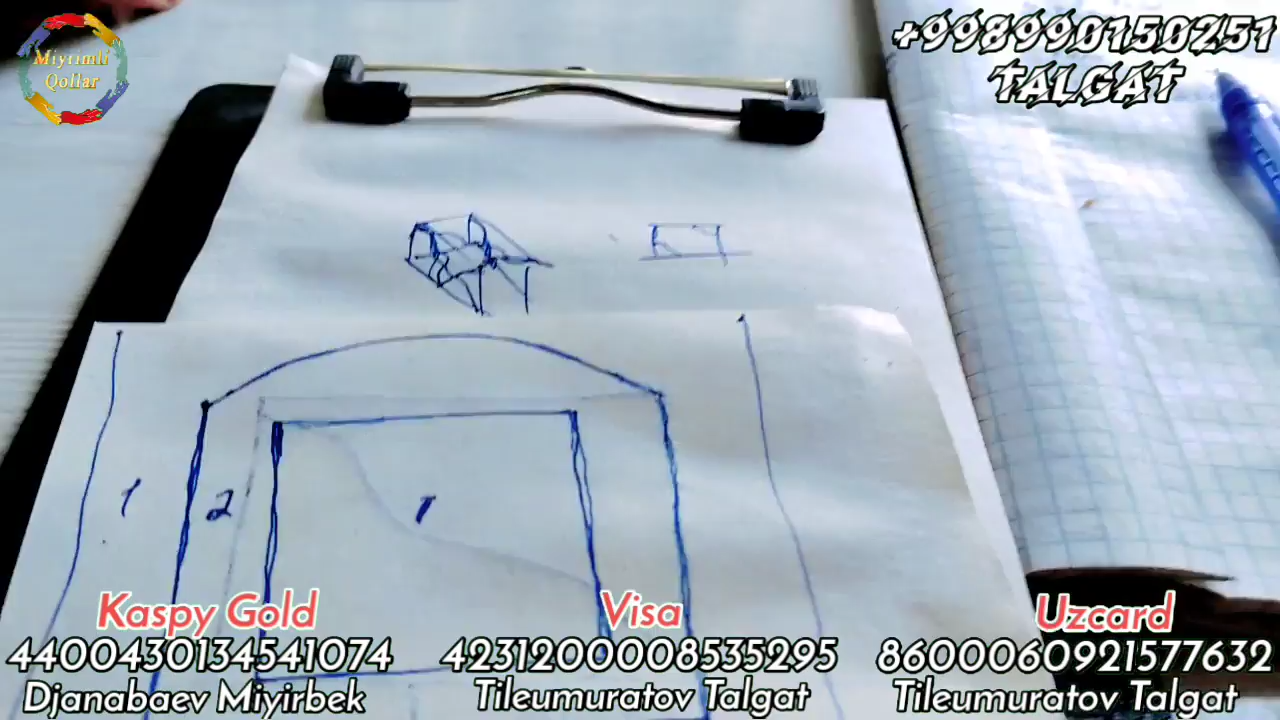 Miyrimli
Qollar
+998990150251
TALGAT
1
2
1
Kaspy Gold
4400430134541074
Djanabaev Miyirbek
Visa
4231200008535295
Tileumuratov Talgat
Uzcard
8600060921577632
Tileumuratov Talgat